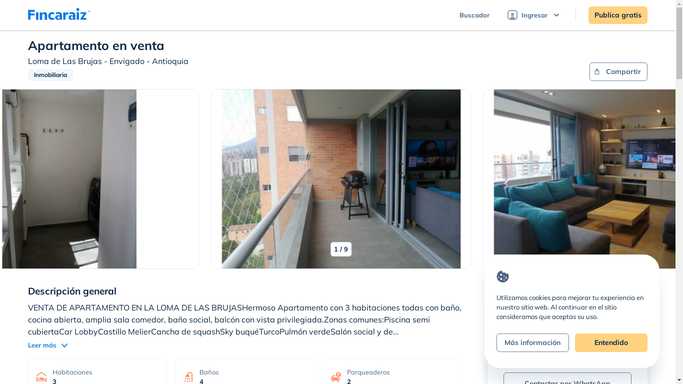 Fincaraiz
Buscador
Ingresar
Publica gratis
Apartamento en venta
Loma de Las Brujas - Envigado - Antioquia
Inmobiliaria
Compartir
1 / 9
Descripción general
VENTA DE APARTAMENTO EN LA LOMA DE LAS BRUJASHermoso Apartamento con 3 habitaciones todas con baño,
cocina abierta, amplia sala comedor, baño social, balcón con vista privilegiada.Zonas comunes:Piscina semi
cubiertaCar LobbyCastillo MelierCancha de squashSky buquéTurcoPulmón verdeSalón social y de...
Leer más
Habitaciones
3
Baños
4
Parqueaderos
2
Utilizamos cookies para mejorar tu experiencia en
nuestro sitio web. Al continuar en el sitio
consideramos que aceptas su uso.
Más información
Entendido
Contactar por WhatsApp